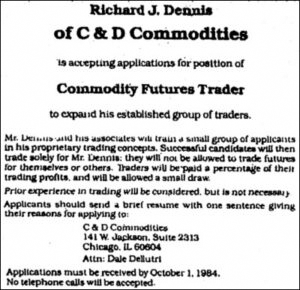 Richard J. Dennis
of C & D Commodities
is accepting applications for position of
Commodity Futures Trader
to expand his established group of traders.
Mr. Dennis and his associates will train a small group of applicants
in his proprietary trading concepts. Successful candidates will then
trade solely for Mr. Dennis: they will not be allowed to trade futures
for themselves or others. Traders will be paid a percentage of their
trading profits, and will be allowed a small draw.
Prior experience in trading will be considered, but is not necessary
Applicants should send a brief resume with one sentence giving
their reasons for applying to:
C & D Commodities
141 W. Jackson, Suite 2313
Chicago, IL 60604
Attn: Dale Dellutri
Applications must be received by October 1, 1984.
No telephone calls will be accepted.